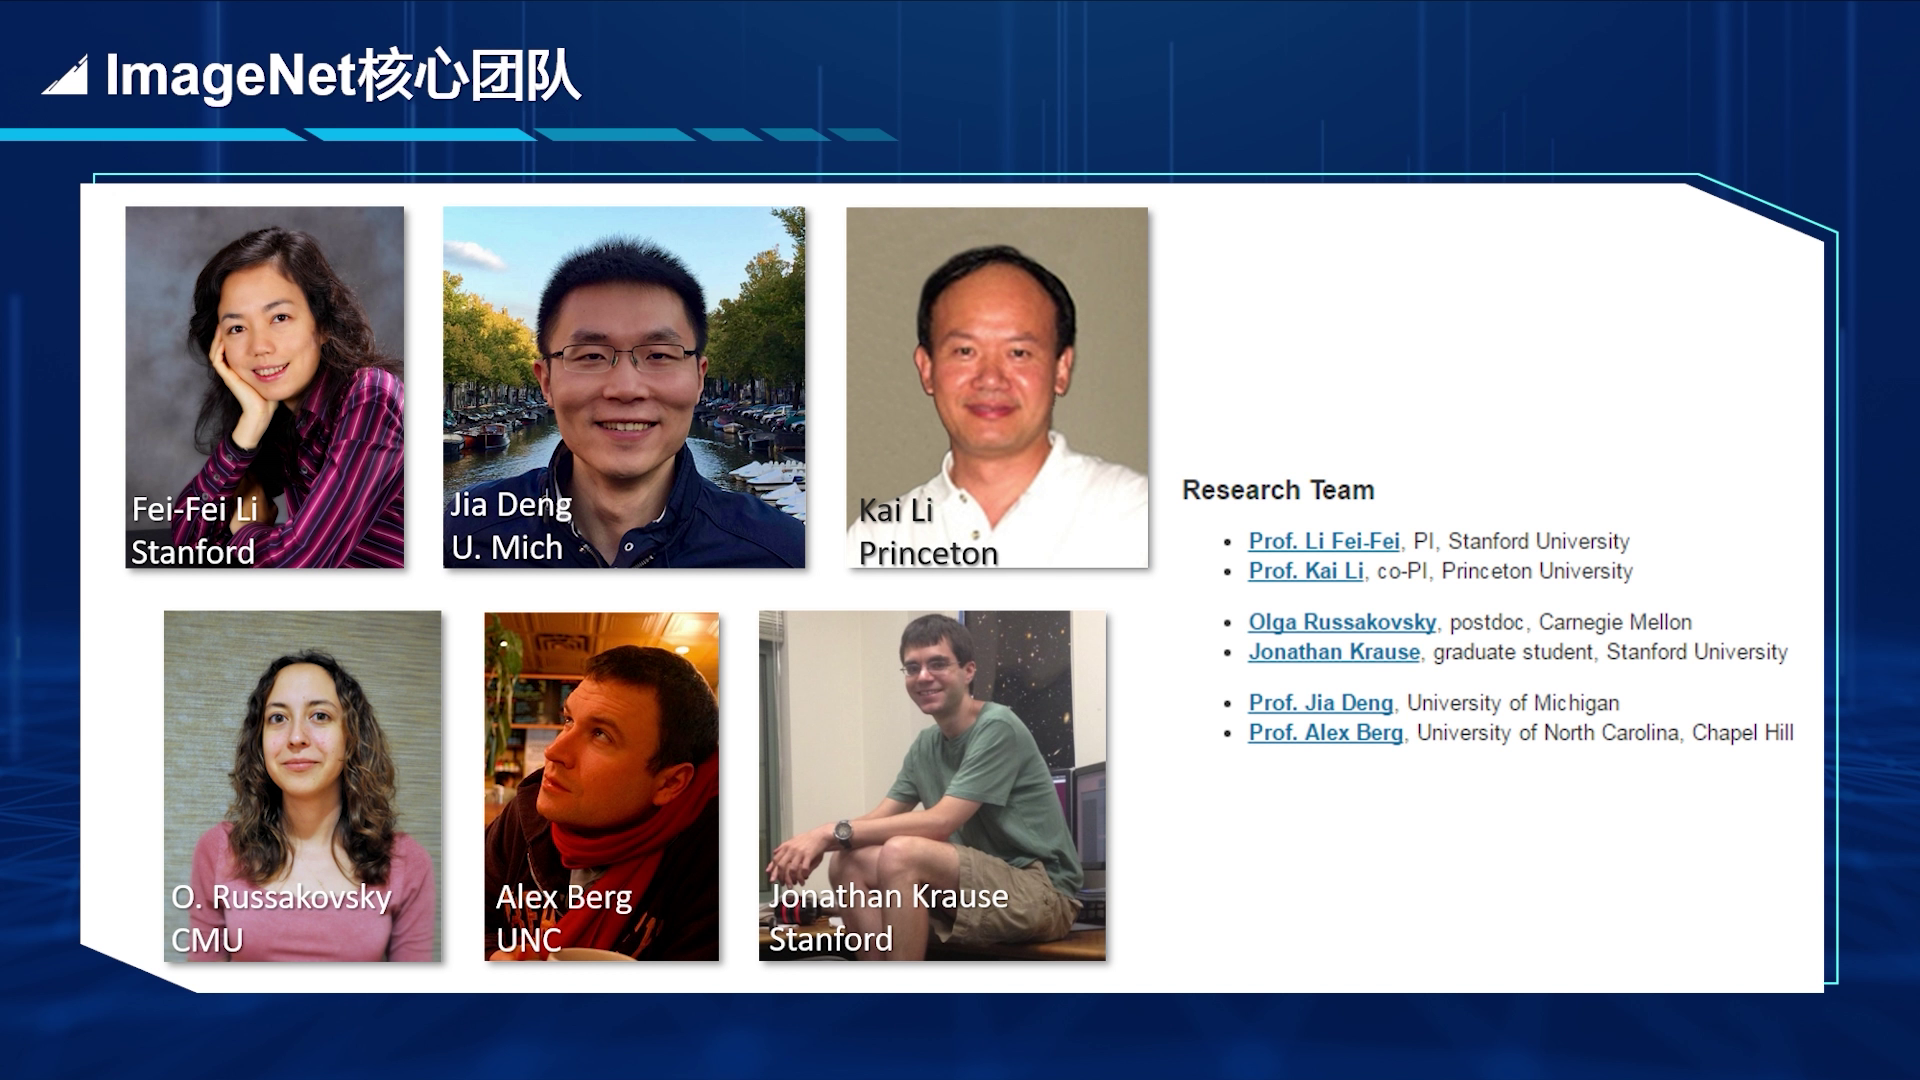 ImageNet核心团队
Fei-Fei Li
Stanford
Jia Deng
U. Mich
Kai Li
Princeton
O. Russakovsky
CMU
Alex Berg
UNC
Jonathan Krause
Stanford
Research Team
• Prof. Li Fei-Fei, PI, Stanford University
• Prof. Kai Li, co-PI, Princeton University
• Olga Russakovsky, postdoc, Carnegie Mellon
• Jonathan Krause, graduate student, Stanford University
• Prof. Jia Deng, University of Michigan
• Prof. Alex Berg, University of North Carolina, Chapel Hill